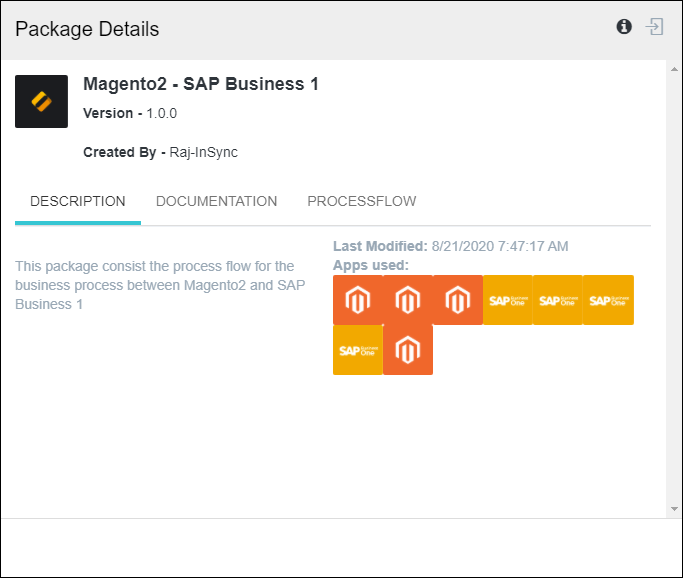 Package Details
Magento2 - SAP Business 1
Version - 1.0.0
Created By - Raj-InSync
DESCRIPTION DOCUMENTATION PROCESSFLOW
This package consist the process flow for the
business process between Magento2 and SAP
Business 1
Last Modified: 8/21/2020 7:47:17 AM
Apps used:
SAP Business One SAP Business One SAP Business One
SAP Business One